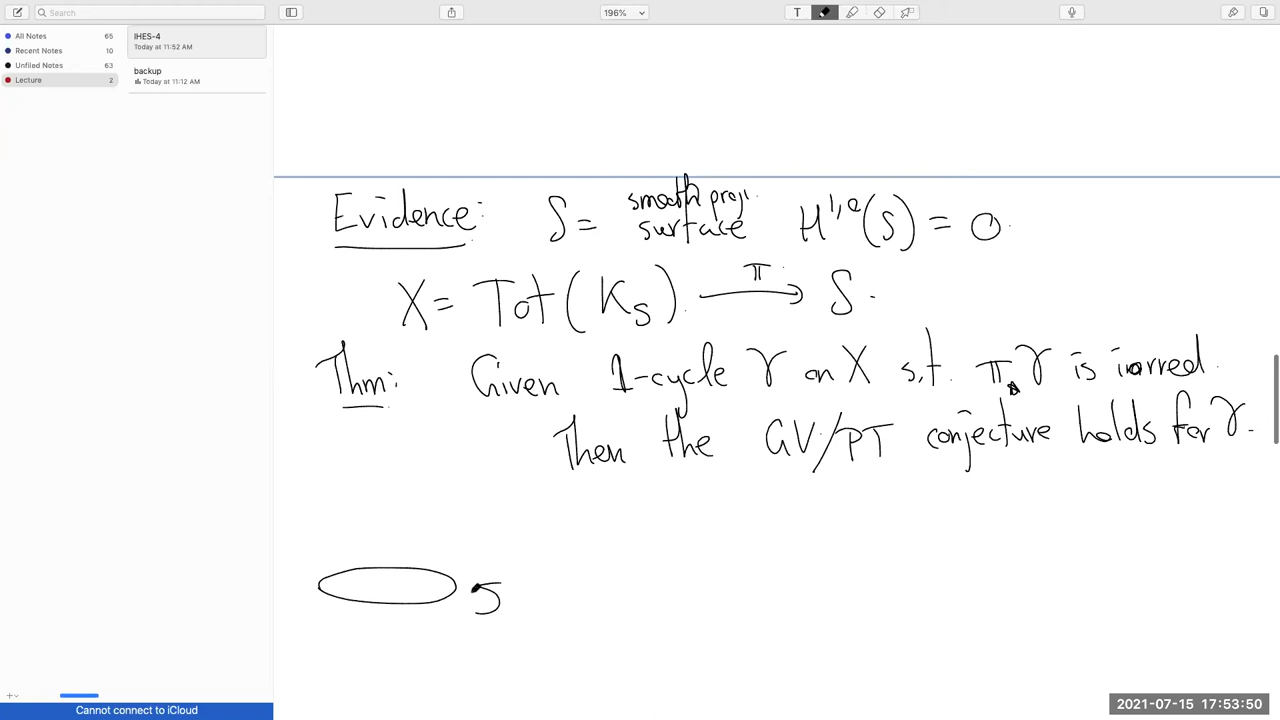 Search
196%
T
All Notes 65
Recent Notes 10
Unfiled Notes 63
Lecture 2
IHES-4
Today at 11:52 AM
backup
Today at 11:12 AM
Evidence: S = smooth proj. surface H^{1,0}(S) = 0.
X = Tot(K_S) \xrightarrow{π} S.
Thm: Given 1-cycle γ on X s.t. π_*γ is irred.
Then the GV/PT conjecture holds for γ.
S
Cannot connect to iCloud
2021-07-15 17:53:50